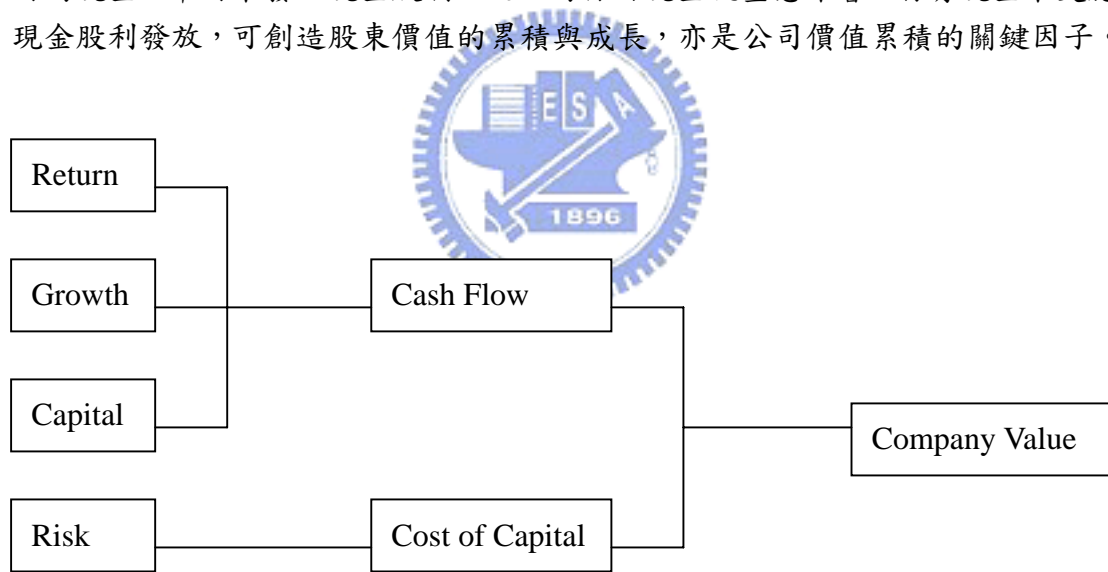 現金股利發放,可創造股東價值的累積與成長,亦是公司價值累積的關鍵因子。
E S A
1896
Return
Growth
Cash Flow
Capital
Company Value
Risk
Cost of Capital